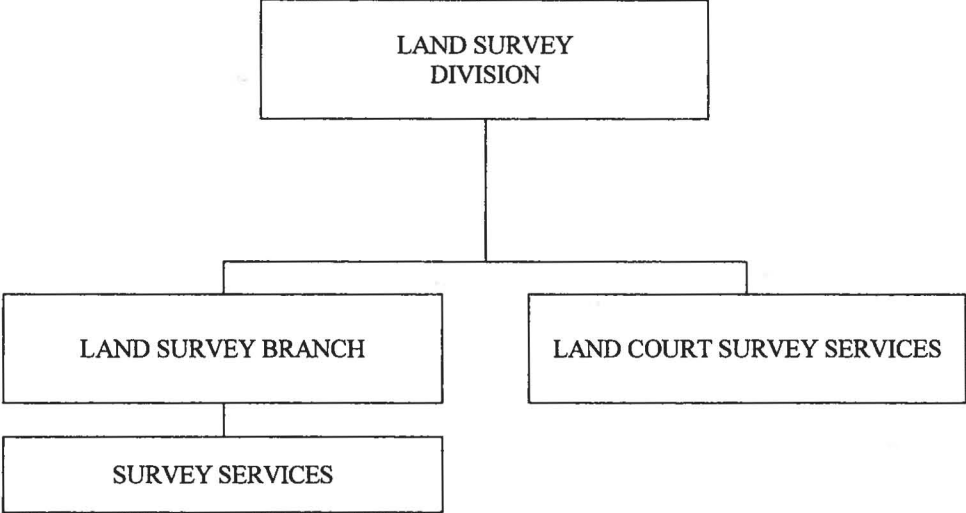 LAND SURVEY
DIVISION
LAND SURVEY BRANCH
LAND COURT SURVEY SERVICES
SURVEY SERVICES